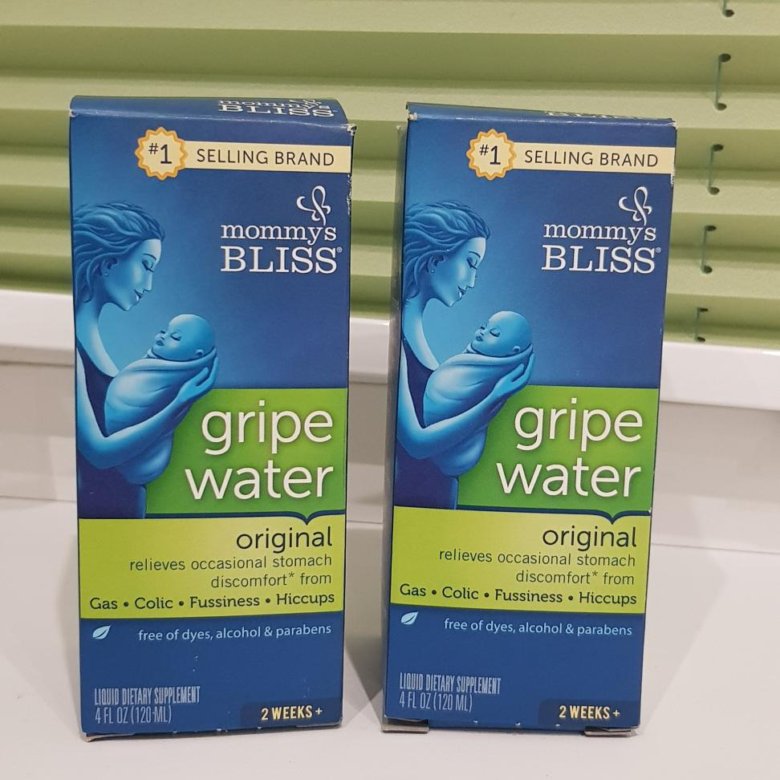 mommy's
BLISS
#1 SELLING BRAND
mommy's
BLISS®
gripe
water
original
relieves occasional stomach
discomfort* from
Gas • Colic • Fussiness • Hiccups
free of dyes, alcohol & parabens
LIQUID DIETARY SUPPLEMENT
4 FL OZ (120 ML)
2 WEEKS +
#1 SELLING BRAND
mommy's
BLISS®
gripe
water
original
relieves occasional stomach
discomfort* from
Gas • Colic • Fussiness • Hiccups
free of dyes, alcohol & parabens
LIQUID DIETARY SUPPLEMENT
4 FL OZ (120 ML)
2 WEEKS +